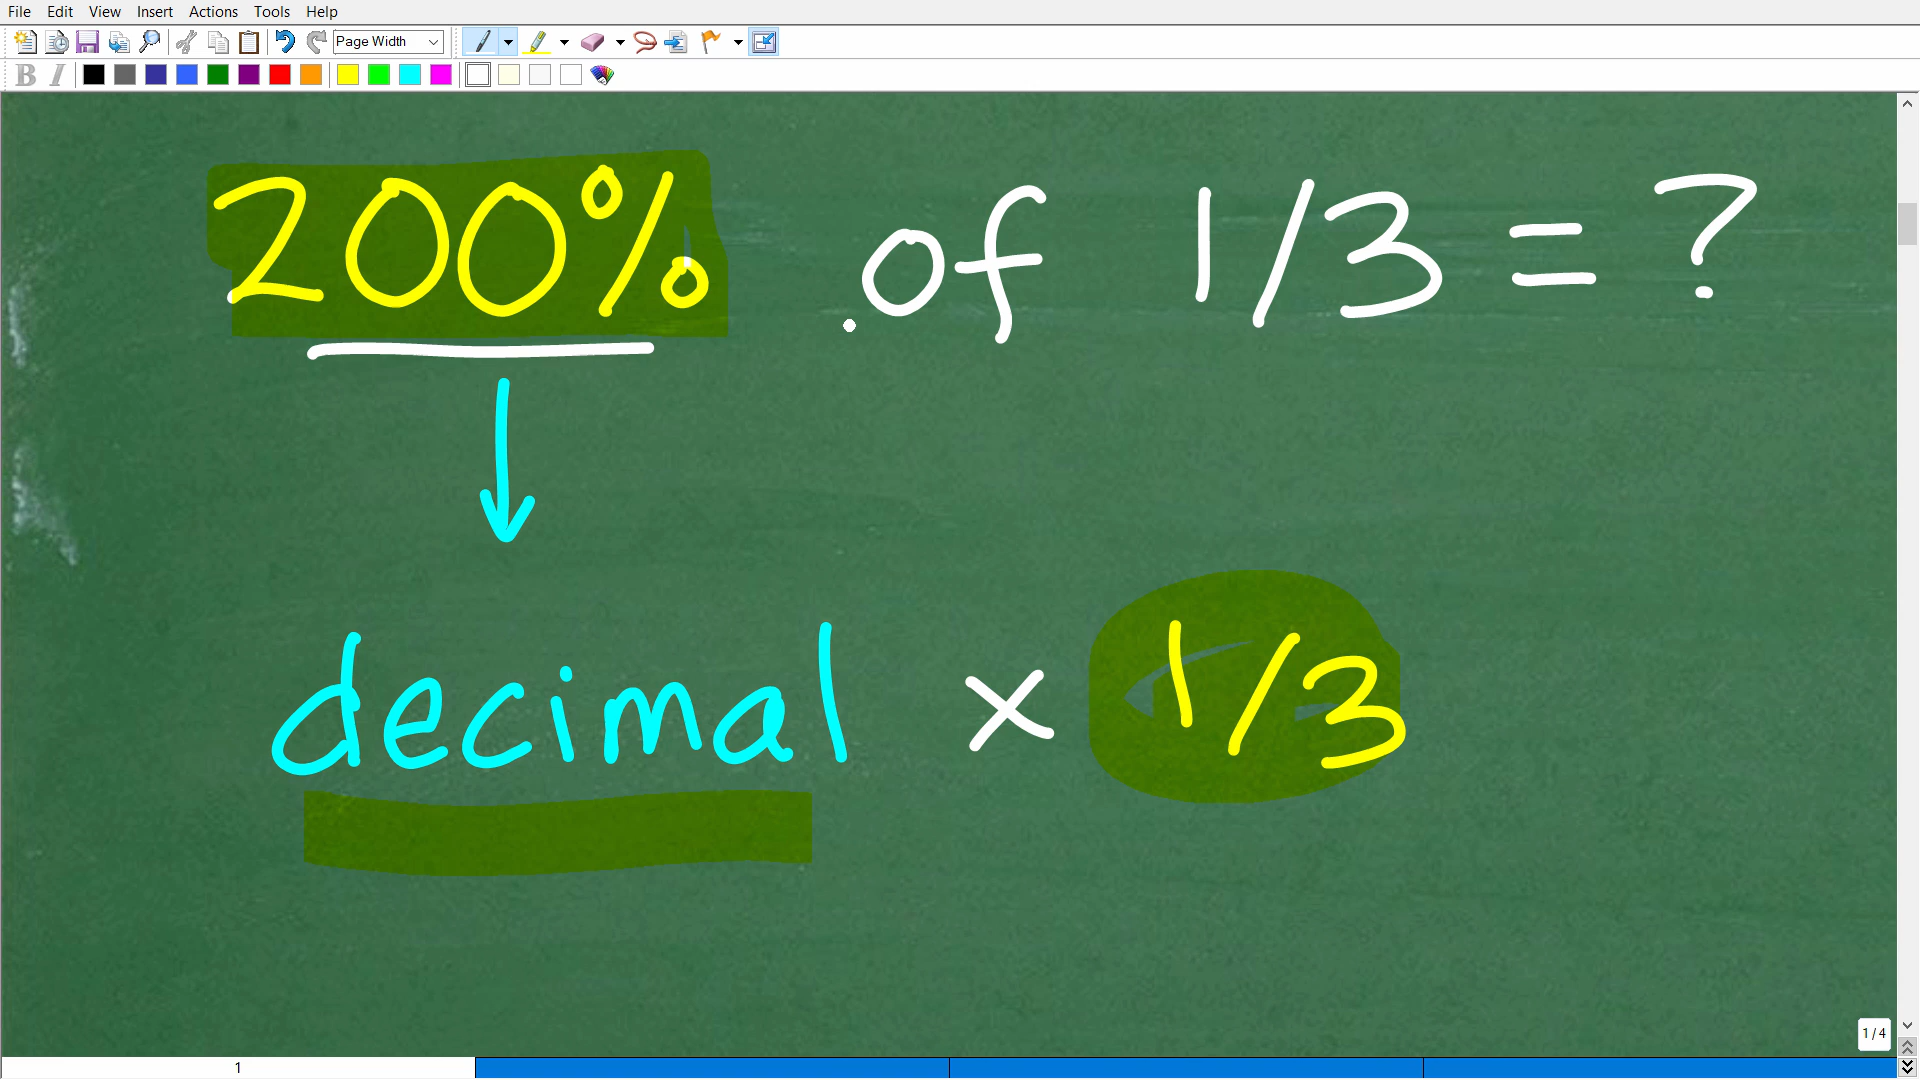 File Edit View Insert Actions Tools Help
Page Width
B I
200% of 1/3 = ?
decimal × 1/3
1/4
1